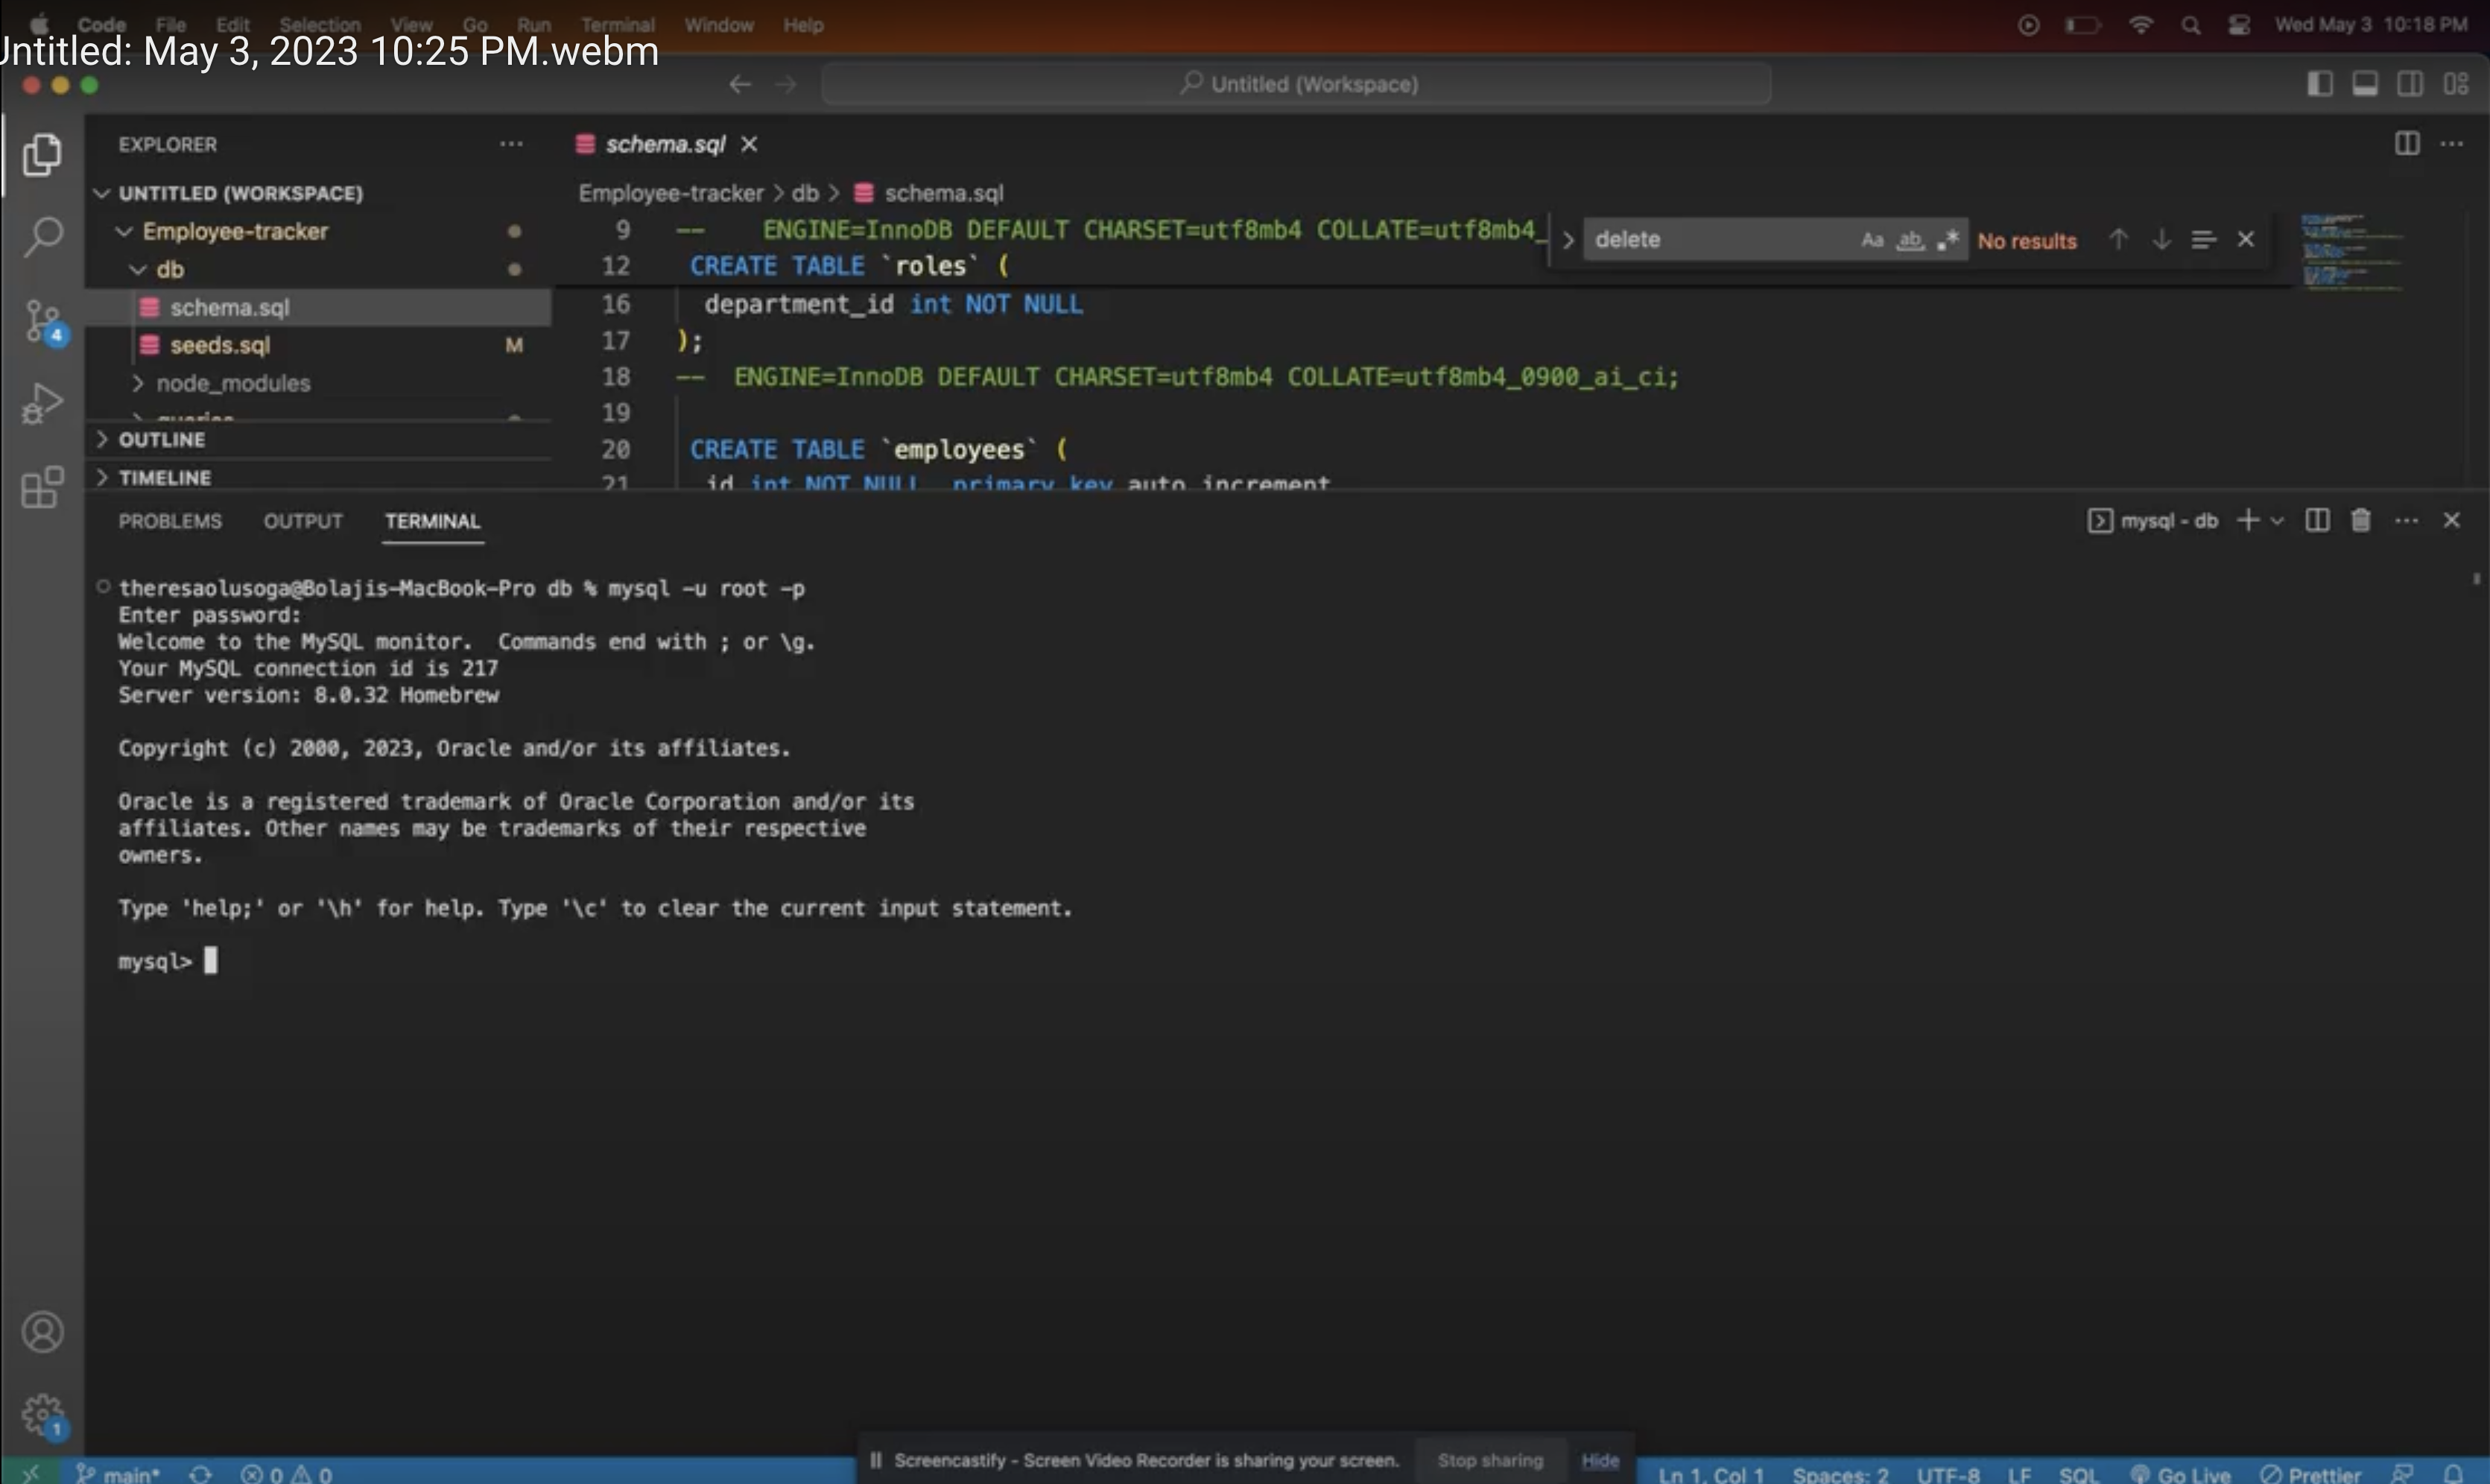 Code File Edit Selection View Go Run Terminal Window Help Wed May 3 10:18 PM
Untitled: May 3, 2023 10:25 PM.webm
Untitled (Workspace)
EXPLORER
UNTITLED (WORKSPACE)
Employee-tracker
db
schema.sql
seeds.sql M
node_modules
OUTLINE
TIMELINE
4
schema.sql
Employee-tracker > db > schema.sql
9 -- ENGINE=InnoDB DEFAULT CHARSET=utf8mb4 COLLATE=utf8mb4_
12 CREATE TABLE `roles` (
16 department_id int NOT NULL
17 );
18 -- ENGINE=InnoDB DEFAULT CHARSET=utf8mb4 COLLATE=utf8mb4_0900_ai_ci;
19
20 CREATE TABLE `employees` (
21 id int NOT NULL primary key auto_increment
delete Aa ab .* No results
PROBLEMS OUTPUT TERMINAL
mysql - db
theresaolusoga@Bolajis-MacBook-Pro db % mysql -u root -p
Enter password:
Welcome to the MySQL monitor.  Commands end with ; or \g.
Your MySQL connection id is 217
Server version: 8.0.32 Homebrew
Copyright (c) 2000, 2023, Oracle and/or its affiliates.
Oracle is a registered trademark of Oracle Corporation and/or its
affiliates. Other names may be trademarks of their respective
owners.
Type 'help;' or '\h' for help. Type '\c' to clear the current input statement.
mysql>
1
Screencastify - Screen Video Recorder is sharing your screen. Stop sharing Hide
main* 0 0 Ln 1, Col 1 Spaces: 2 UTF-8 LF SQL Go Live Prettier